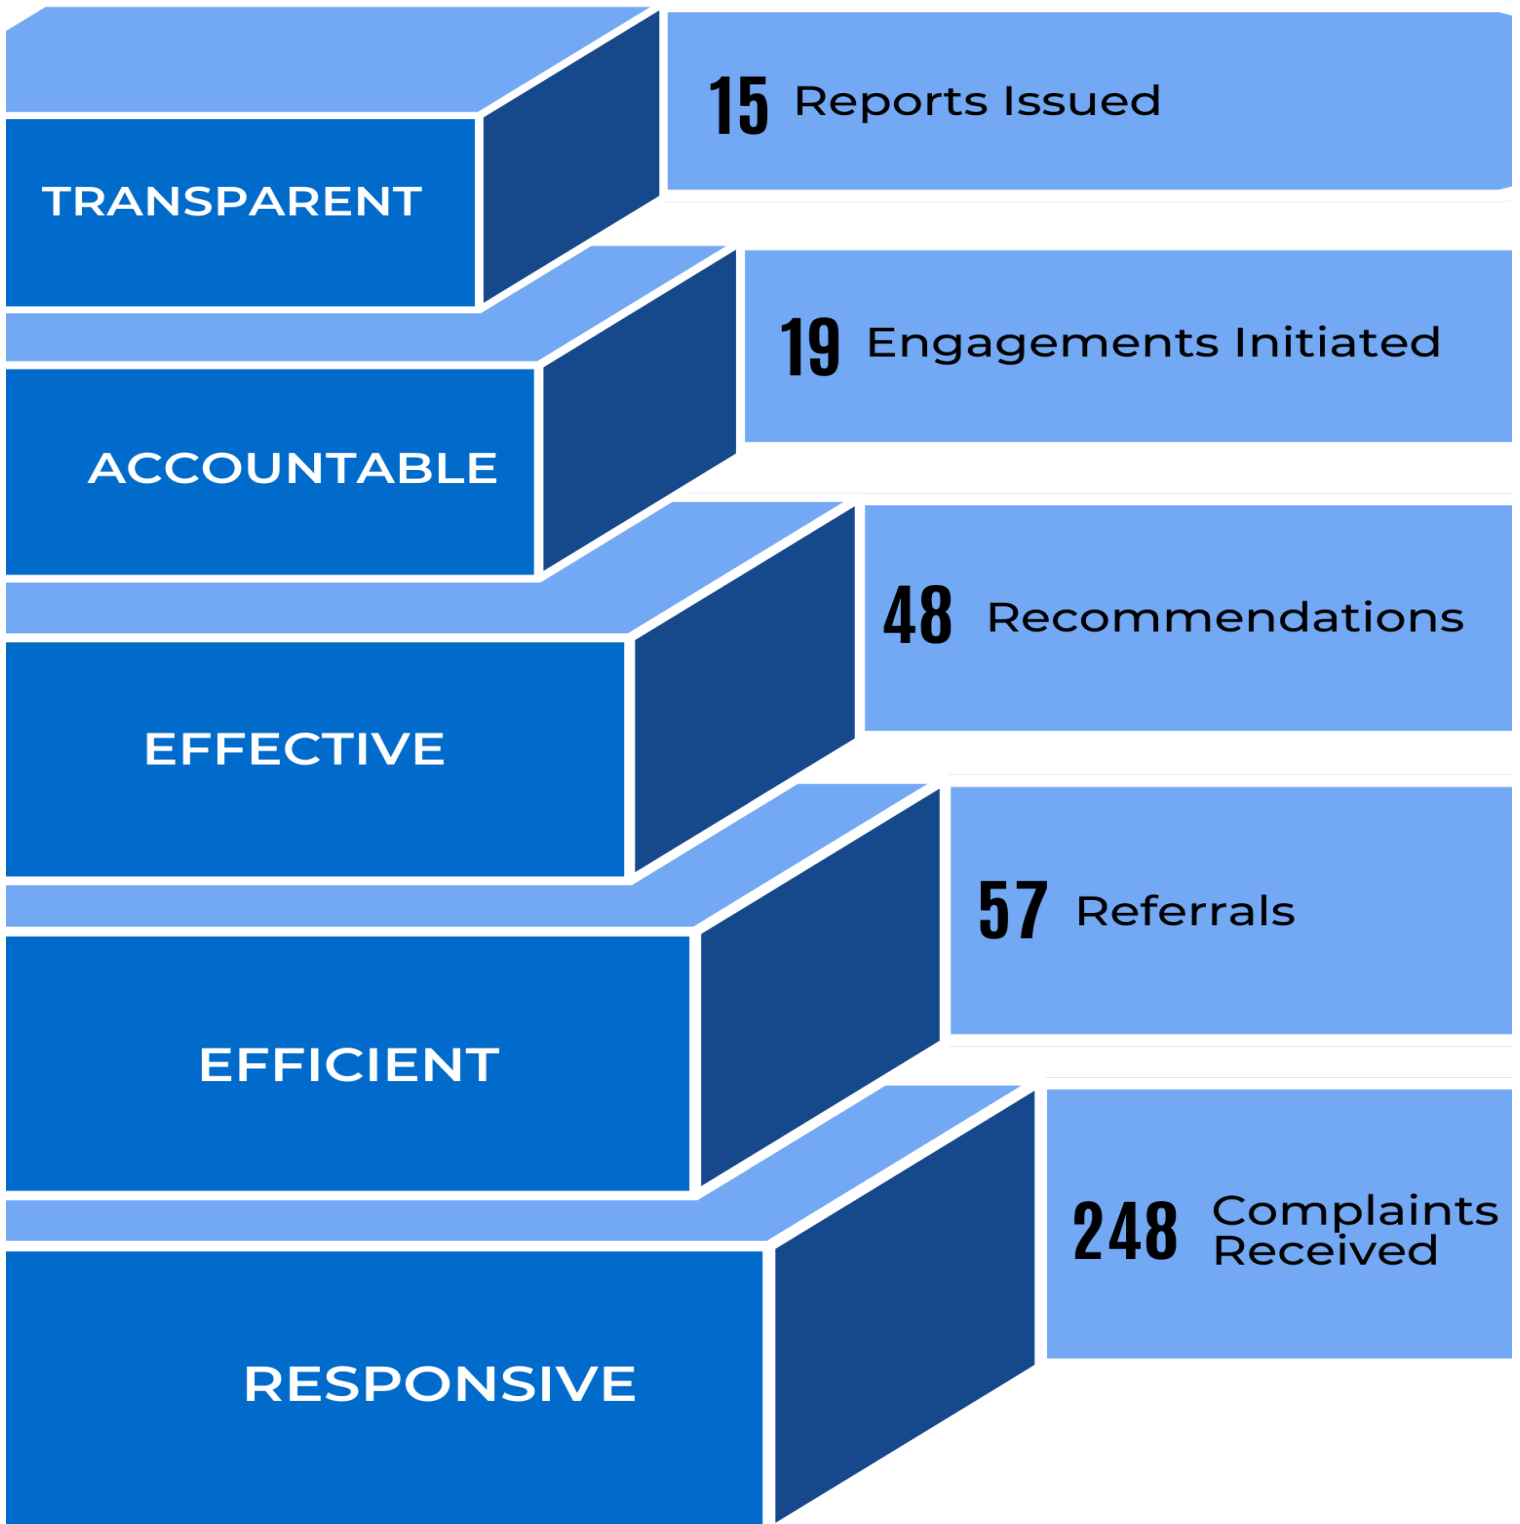 15 Reports Issued
TRANSPARENT
19 Engagements Initiated
ACCOUNTABLE
48 Recommendations
EFFECTIVE
57 Referrals
EFFICIENT
248 Complaints
Received
RESPONSIVE